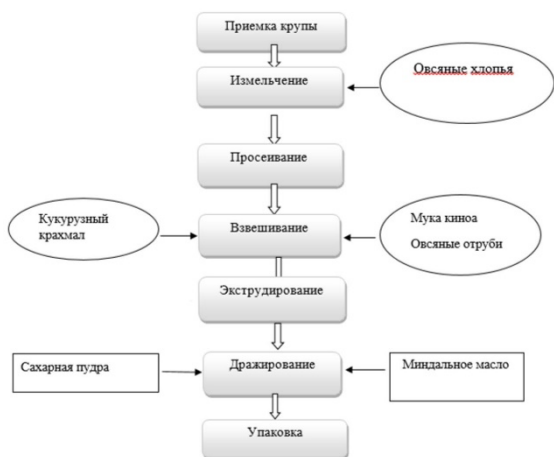 Приемка крупы
Измельчение
Овсяные хлопья
Просеивание
Кукурузный
крахмал
Взвешивание
Мука киноа
Овсяные отруби
Экструдирование
Сахарная пудра
Дражирование
Миндальное масло
Упаковка